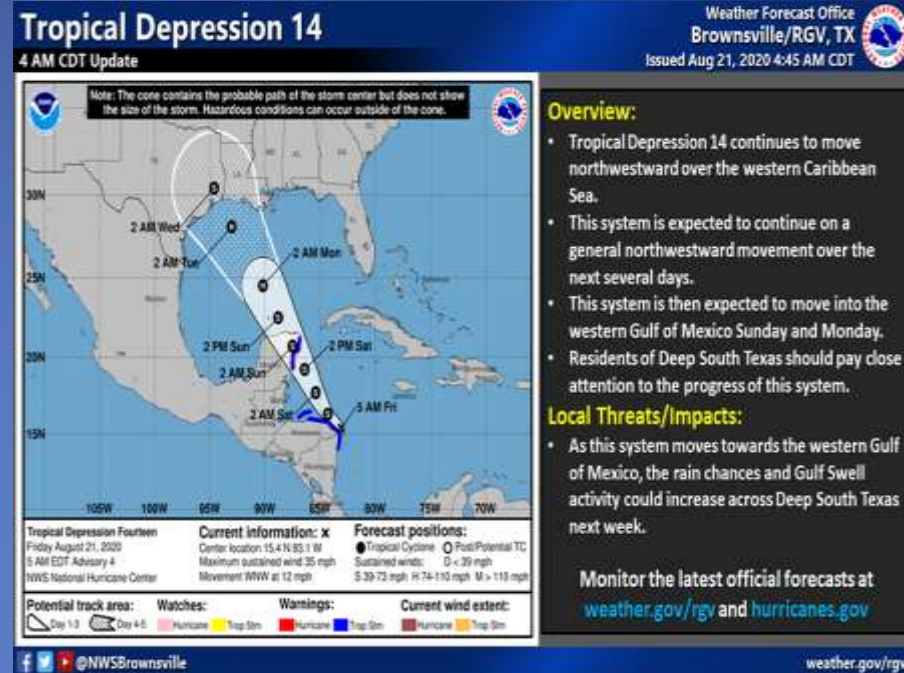 Tropical Depression 14
4 AM CDT Update
Weather Forecast Office
Brownsville/RGV, TX
Issued Aug 21, 2020 4:45 AM CDT
Note: The cone contains the probable path of the storm center but does not show
the size of the storm. Hazardous conditions can occur outside of the cone.
30N
25N
20N
15N
2 AM Wed
2 AM Tue
2 AM Mon
2 PM Sun
2 AM Sun
2 PM Sat
2 AM Sat
5 AM Fri
105W 100W 95W 90W 85W 80W 75W 70W
Tropical Depression Fourteen
Friday August 21, 2020
5 AM EDT Advisory 4
NWS National Hurricane Center
Current information: x
Center location 15.4 N 83.1 W
Maximum sustained wind 35 mph
Movement WNW at 12 mph
Forecast positions:
Tropical Cyclone Post/Potential TC
Sustained winds: D < 39 mph
S 39-73 mph H 74-110 mph M > 110 mph
Potential track area:
Day 1-3 Day 4-5
Watches:
Hurricane Trop Stm
Warnings:
Hurricane Trop Stm
Current wind extent:
Hurricane Trop Stm
Overview:
• Tropical Depression 14 continues to move
northwestward over the western Caribbean
Sea.
• This system is expected to continue on a
general northwestward movement over the
next several days.
• This system is then expected to move into the
western Gulf of Mexico Sunday and Monday.
• Residents of Deep South Texas should pay close
attention to the progress of this system.
Local Threats/Impacts:
• As this system moves towards the western Gulf
of Mexico, the rain chances and Gulf Swell
activity could increase across Deep South Texas
next week.
Monitor the latest official forecasts at
weather.gov/rgv and hurricanes.gov
@NWSBrownsville
weather.gov/rgv